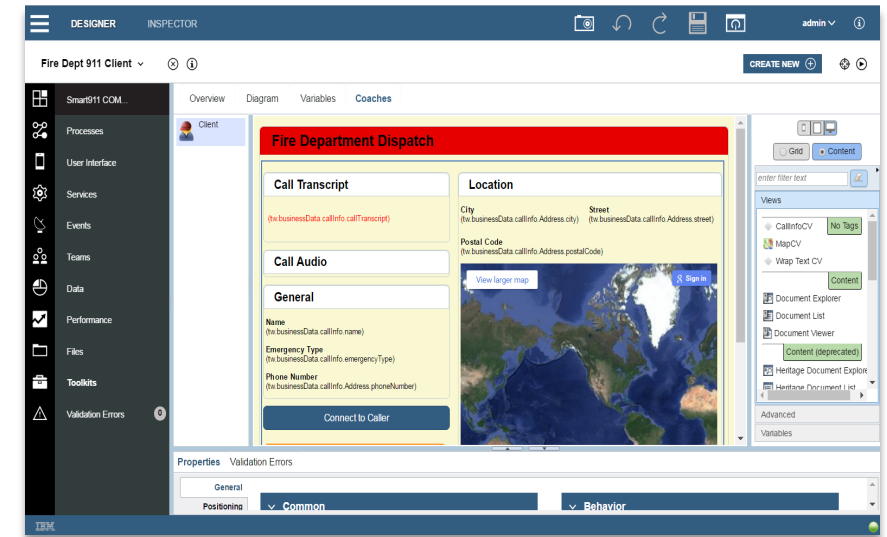 DESIGNER INSPECTOR
admin
Fire Dept 911 Client
CREATE NEW
Smart911 COM...
Processes
User Interface
Services
Events
Teams
Data
Performance
Files
Toolkits
Validation Errors 0
Overview Diagram Variables Coaches
Client
Fire Department Dispatch
Call Transcript
(tw.businessData.callInfo.callTranscript)
Call Audio
General
Name
(tw.businessData.callInfo.name)
Emergency Type
(tw.businessData.callInfo.emergencyType)
Phone Number
(tw.businessData.callInfo.Address.phoneNumber)
Connect to Caller
Location
City Street
(tw.businessData.callInfo.Address.city) (tw.businessData.callInfo.Address.street)
Postal Code
(tw.businessData.callInfo.Address.postalCode)
View larger map
Sign in
Grid Content
enter filter text
Views
CallInfoCV No Tags
MapCV
Wrap Text CV
Content
Document Explorer
Document List
Document Viewer
Content (deprecated)
Heritage Document Explore
Heritage Document List
Advanced
Variables
Properties Validation Errors
General
Positioning
Common Behavior
IBM